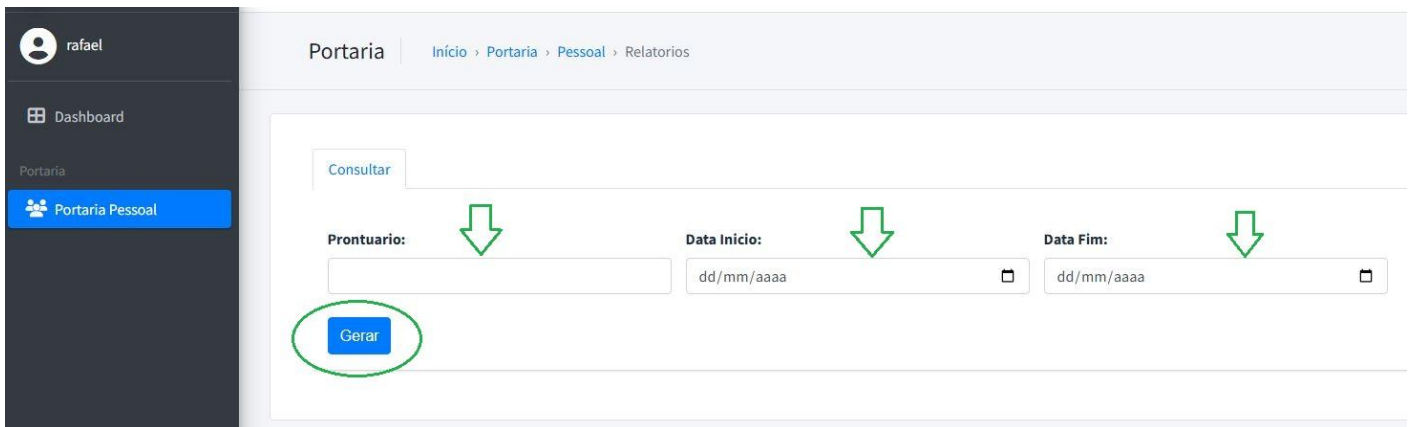 rafael
Portaria
Início › Portaria › Pessoal › Relatorios
Dashboard
Portaria
Portaria Pessoal
Consultar
Prontuario:
Data Inicio:
Data Fim:
dd/mm/aaaa
dd/mm/aaaa
Gerar